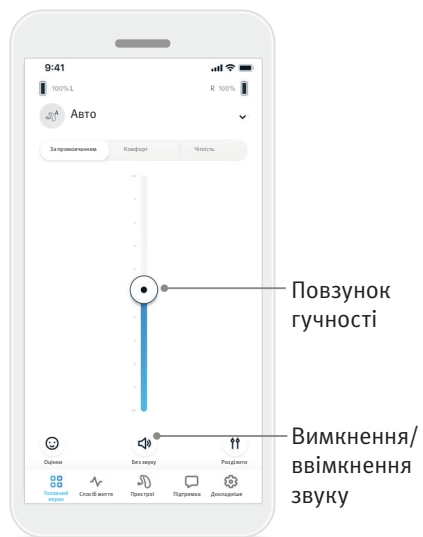 9:41
100% L
R 100%
Авто
За промовчанням
Комфорт
Чіткість
Повзунок
гучності
Вимкнення/
ввімкнення
звуку
Оцінки
Без звуку
Розділити
Головний
екран
Спосіб життя
Пристрої
Підтримка
Докладніше